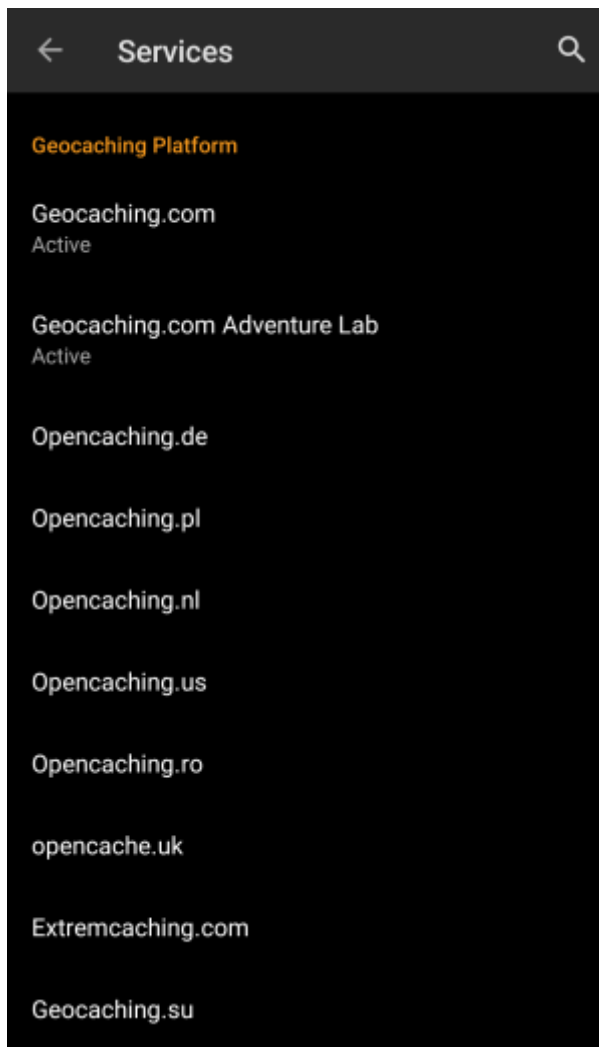 Services
Geocaching Platform
Geocaching.com
Active
Geocaching.com Adventure Lab
Active
Opencaching.de
Opencaching.pl
Opencaching.nl
Opencaching.us
Opencaching.ro
opencache.uk
Extremcaching.com
Geocaching.su